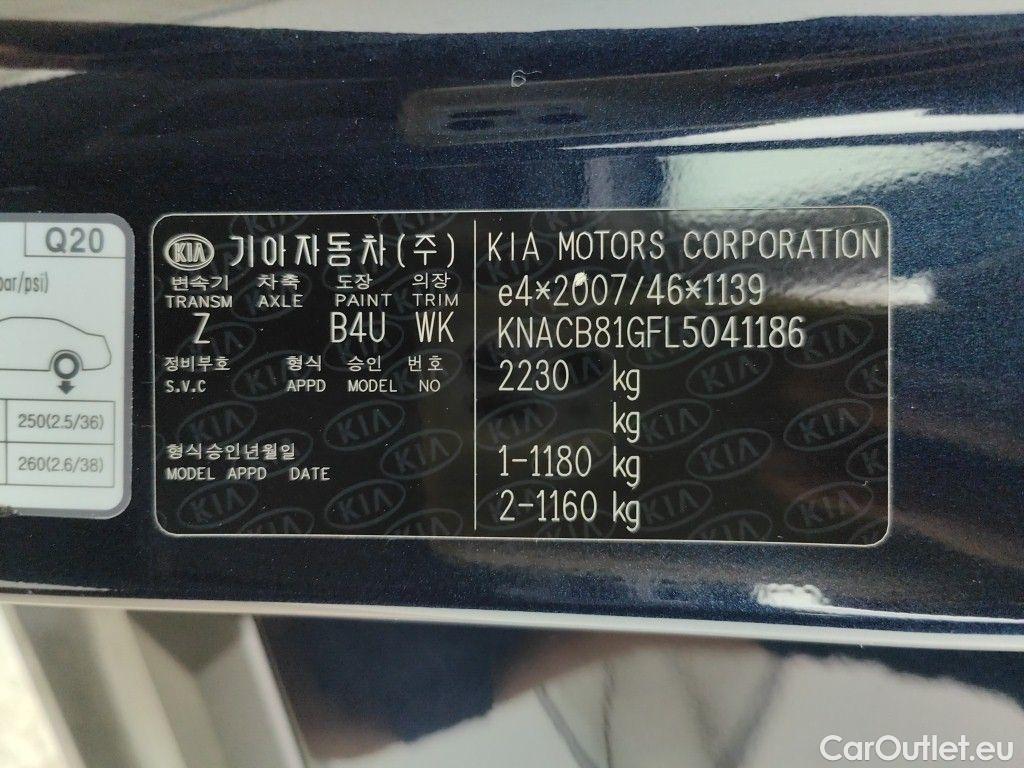 Q20
bar/psi)
250(2.5/36)
260(2.6/38)
KIA 기아자동차(주)
변속기 차축 도장 의장
TRANSM AXLE PAINT TRIM
Z B4U WK
정비부호 형식 승인 번호
S.V.C APPD MODEL NO
형식승인년월일
MODEL APPD DATE
KIA MOTORS CORPORATION
e4*2007/46*1139
KNACB81GFL5041186
2230 kg
kg
1-1180 kg
2-1160 kg
CarOutlet.eu